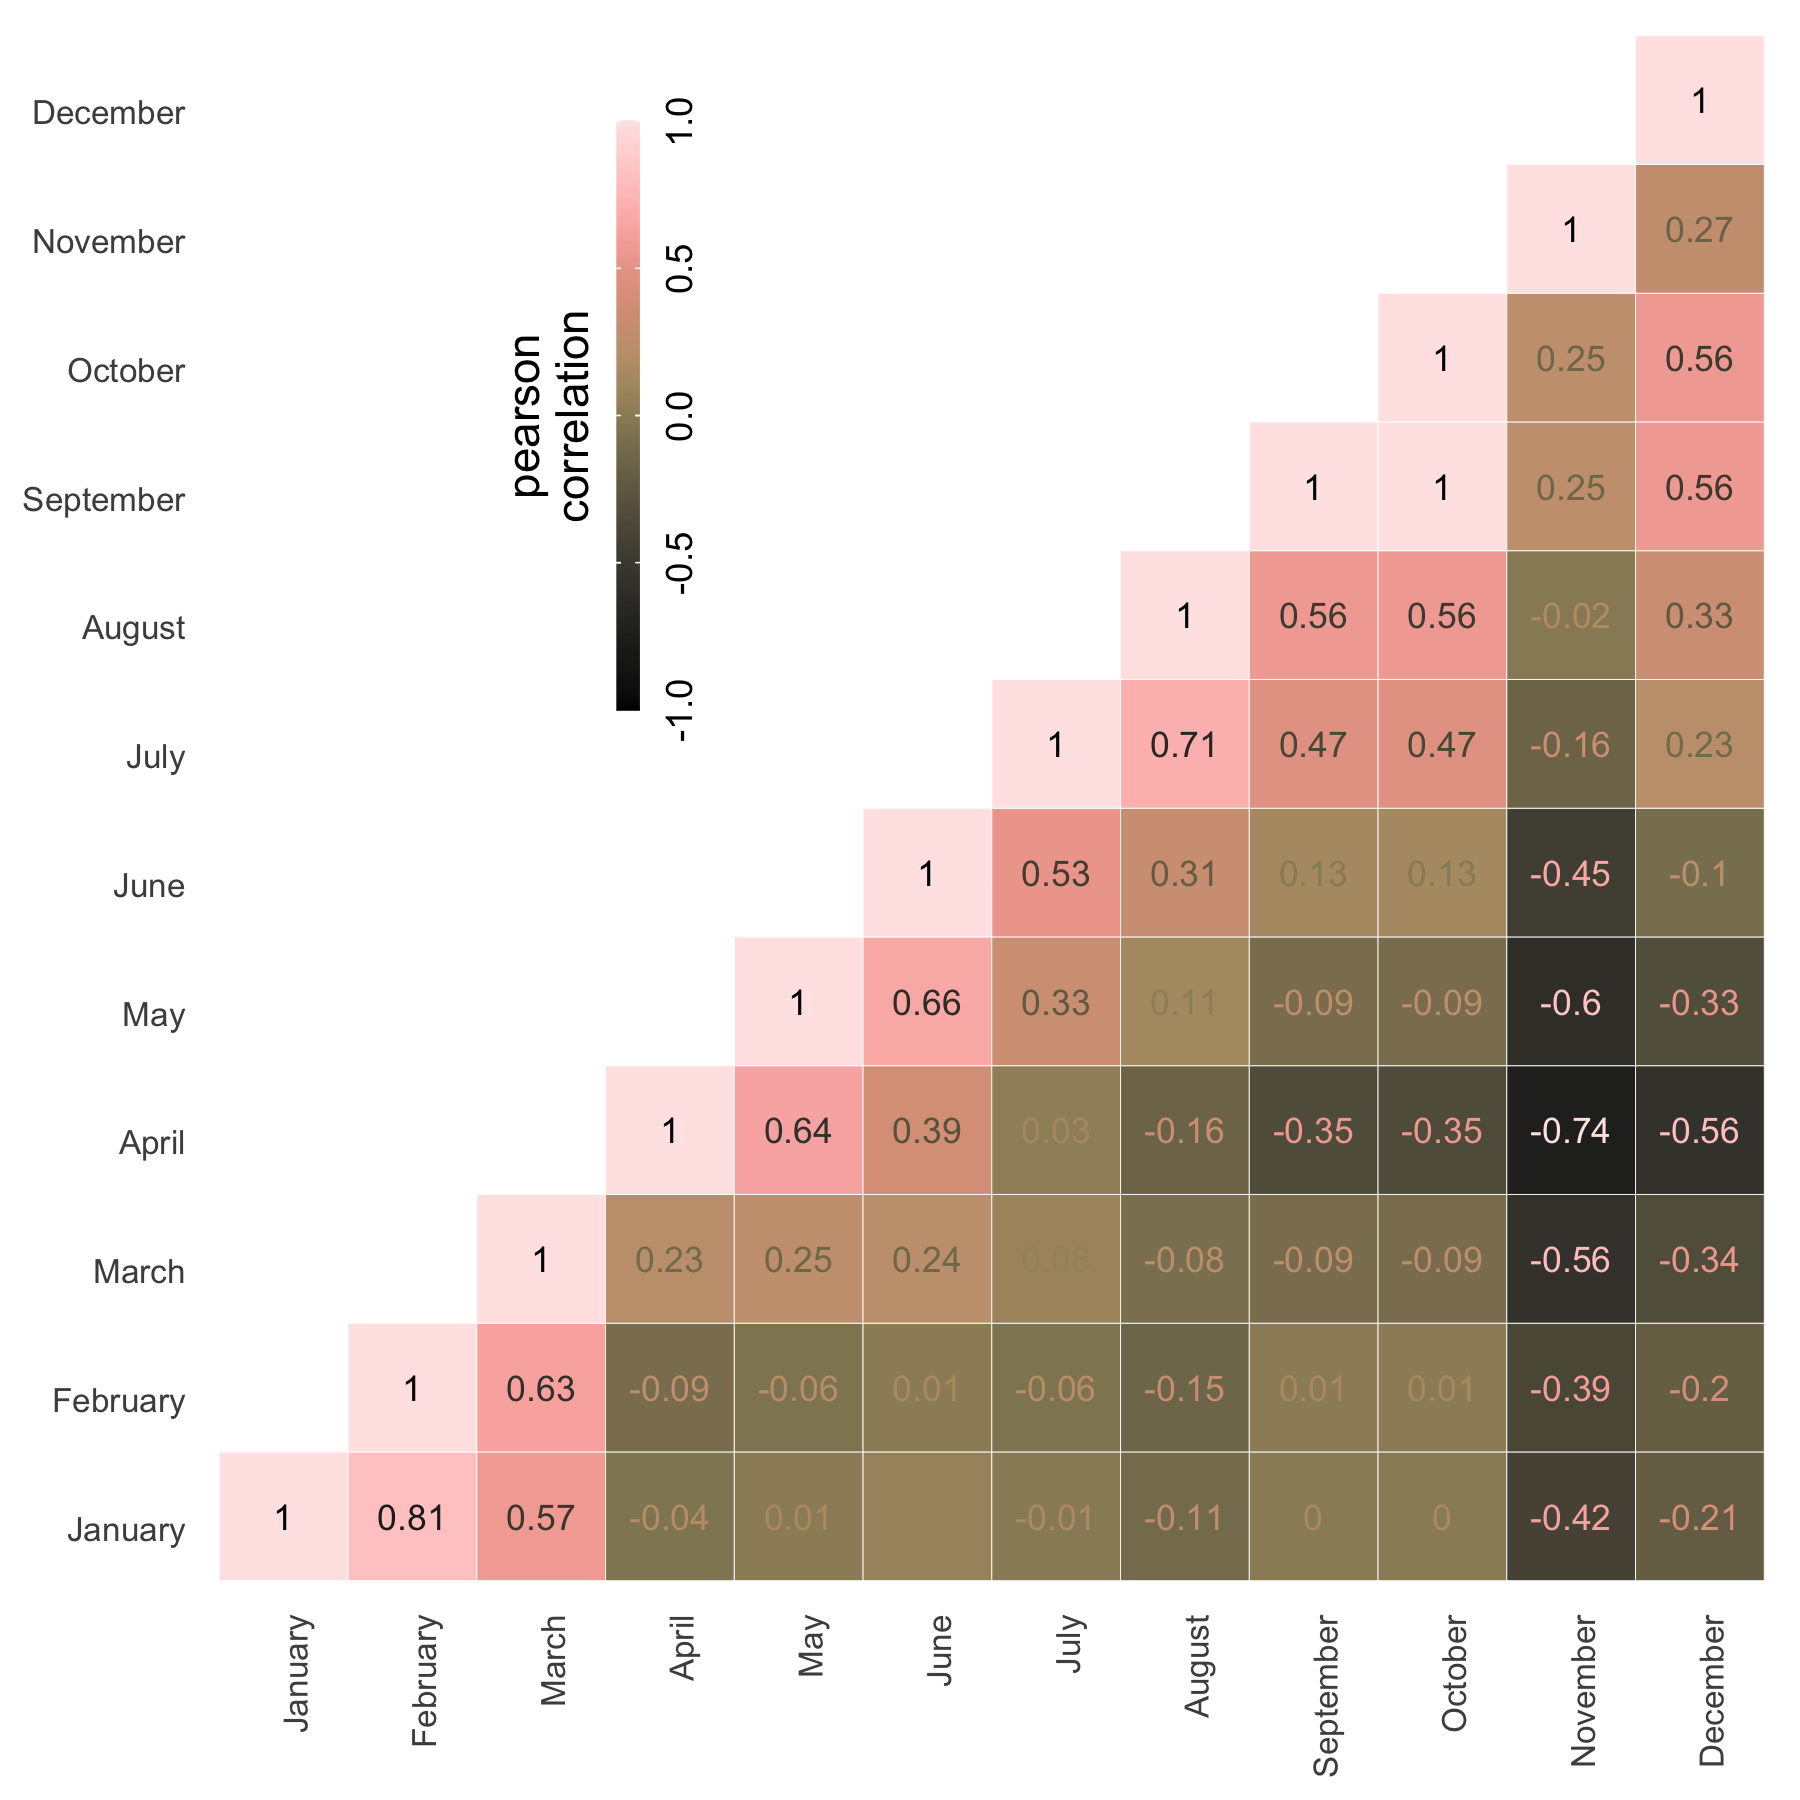 December
1
November
1 0.27
October
1 0.25 0.56
September
1 1 0.25 0.56
August
1 0.56 0.56 -0.02 0.33
July
1 0.71 0.47 0.47 -0.16 0.23
June
1 0.53 0.31 0.13 0.13 -0.45 -0.1
May
1 0.66 0.33 0.11 -0.09 -0.09 -0.6 -0.33
April
1 0.64 0.39 0.03 -0.16 -0.35 -0.35 -0.74 -0.56
March
1 0.23 0.25 0.24 0.08 -0.08 -0.09 -0.09 -0.56 -0.34
February
1 0.63 -0.09 -0.06 0.01 -0.06 -0.15 0.01 0.01 -0.39 -0.2
January
1 0.81 0.57 -0.04 0.01 -0.01 -0.11 0 0 -0.42 -0.21
January
February
March
April
May
June
July
August
September
October
November
December
pearson
correlation
1.0
0.5
0.0
-0.5
-1.0